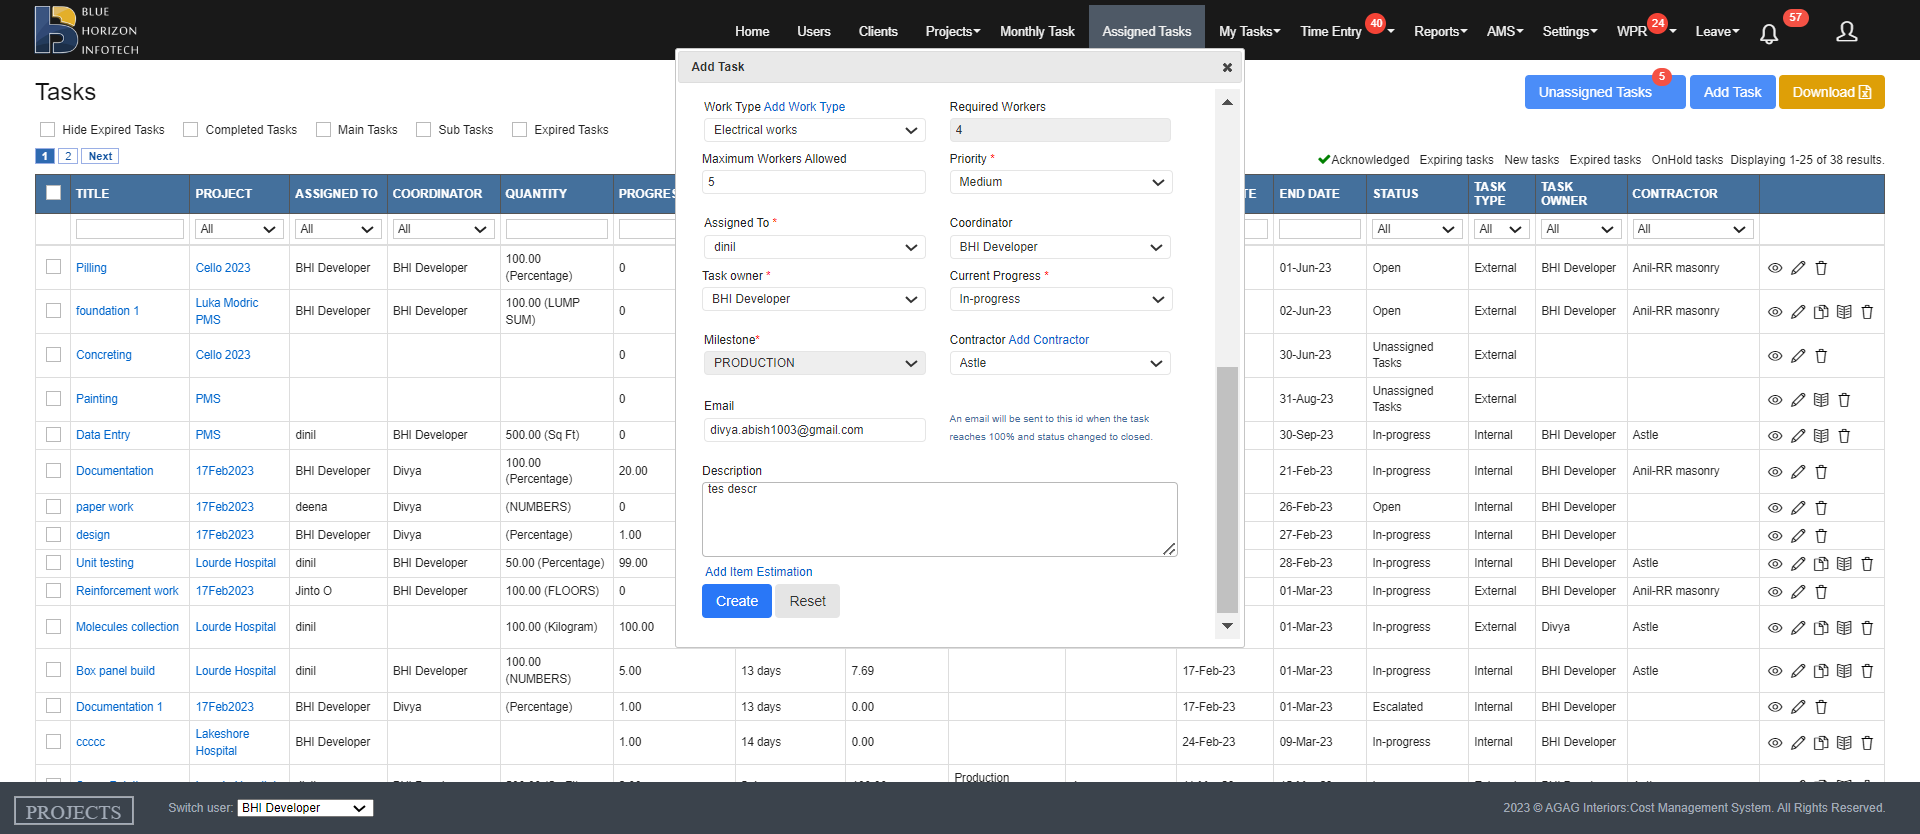 BLUE
HORIZON
INFOTECH
Home Users Clients Projects Monthly Task Assigned Tasks My Tasks Time Entry 40 Reports AMS Settings WPR 24 Leave 57
Tasks
Unassigned Tasks 5 Add Task Download
Hide Expired Tasks Completed Tasks Main Tasks Sub Tasks Expired Tasks
1 2 Next
Acknowledged Expiring tasks New tasks Expired tasks OnHold tasks Displaying 1-25 of 38 results.
Add Task
Work Type Add Work Type Required Workers
Electrical works 4
Maximum Workers Allowed Priority *
5 Medium
Assigned To * Coordinator
dinil BHI Developer
Task owner * Current Progress *
BHI Developer In-progress
Milestone* Contractor Add Contractor
PRODUCTION Astle
Email
divya.abish1003@gmail.com
An email will be sent to this id when the task
reaches 100% and status changed to closed.
Description
tes descr
Add Item Estimation
Create Reset
TITLE PROJECT ASSIGNED TO COORDINATOR QUANTITY PROGRES TE END DATE STATUS TASK TYPE TASK OWNER CONTRACTOR
All All All All All All All
Pilling Cello 2023 BHI Developer BHI Developer 100.00 (Percentage) 0 01-Jun-23 Open External BHI Developer Anil-RR masonry
foundation 1 Luka Modric PMS BHI Developer BHI Developer 100.00 (LUMP SUM) 0 02-Jun-23 Open External BHI Developer Anil-RR masonry
Concreting Cello 2023 0 30-Jun-23 Unassigned Tasks External
Painting PMS 0 31-Aug-23 Unassigned Tasks External
Data Entry PMS dinil BHI Developer 500.00 (Sq Ft) 0 30-Sep-23 In-progress Internal BHI Developer Astle
Documentation 17Feb2023 BHI Developer Divya 100.00 (Percentage) 20.00 21-Feb-23 In-progress Internal BHI Developer Anil-RR masonry
paper work 17Feb2023 deena Divya (NUMBERS) 0 26-Feb-23 Open Internal BHI Developer
design 17Feb2023 BHI Developer Divya (Percentage) 1.00 27-Feb-23 In-progress Internal BHI Developer
Unit testing Lourde Hospital dinil BHI Developer 50.00 (Percentage) 99.00 28-Feb-23 In-progress Internal BHI Developer Astle
Reinforcement work 17Feb2023 Jinto O BHI Developer 100.00 (FLOORS) 0 01-Mar-23 In-progress External BHI Developer Anil-RR masonry
Molecules collection Lourde Hospital dinil 100.00 (Kilogram) 100.00 01-Mar-23 In-progress External Divya Astle
Box panel build Lourde Hospital dinil BHI Developer 100.00 (NUMBERS) 5.00 13 days 7.69 17-Feb-23 01-Mar-23 In-progress Internal BHI Developer Astle
Documentation 1 17Feb2023 BHI Developer Divya (Percentage) 1.00 13 days 0.00 17-Feb-23 01-Mar-23 Escalated Internal BHI Developer
ccccc Lakeshore Hospital BHI Developer 1.00 14 days 0.00 24-Feb-23 09-Mar-23 In-progress Internal BHI Developer
Production
PROJECTS Switch user: BHI Developer 2023 © AGAG Interiors:Cost Management System. All Rights Reserved.